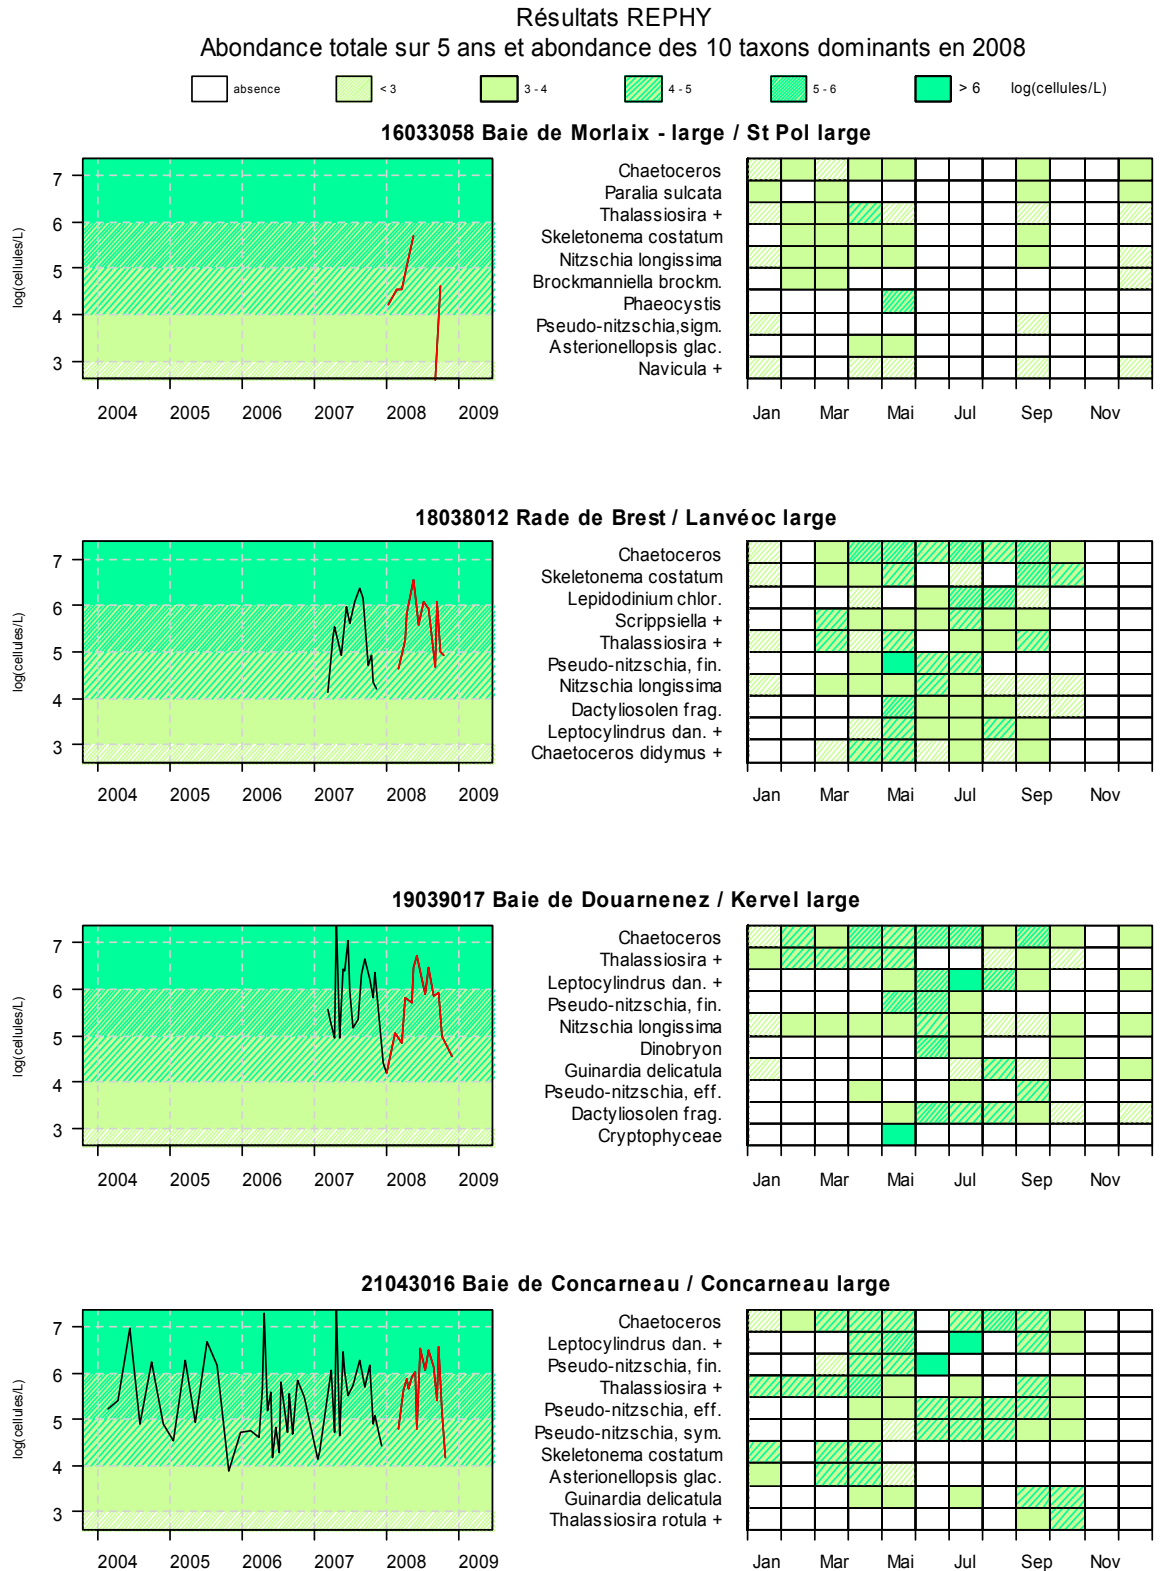 Résultats REPHY
Abondance totale sur 5 ans et abondance des 10 taxons dominants en 2008
absence < 3 3 - 4 4 - 5 5 - 6 > 6 log(cellules/L)
16033058 Baie de Morlaix - large / St Pol large
log(cellules/L)
7
6
5
4
3
2004 2005 2006 2007 2008 2009
Chaetoceros
Paralia sulcata
Thalassiosira +
Skeletonema costatum
Nitzschia longissima
Brockmanniella brockm.
Phaeocystis
Pseudo-nitzschia,sigm.
Asterionellopsis glac.
Navicula +
Jan Mar Mai Jul Sep Nov
18038012 Rade de Brest / Lanvéoc large
log(cellules/L)
7
6
5
4
3
2004 2005 2006 2007 2008 2009
Chaetoceros
Skeletonema costatum
Lepidodinium chlor.
Scrippsiella +
Thalassiosira +
Pseudo-nitzschia, fin.
Nitzschia longissima
Dactyliosolen frag.
Leptocylindrus dan. +
Chaetoceros didymus +
Jan Mar Mai Jul Sep Nov
19039017 Baie de Douarnenez / Kervel large
log(cellules/L)
7
6
5
4
3
2004 2005 2006 2007 2008 2009
Chaetoceros
Thalassiosira +
Leptocylindrus dan. +
Pseudo-nitzschia, fin.
Nitzschia longissima
Dinobryon
Guinardia delicatula
Pseudo-nitzschia, eff.
Dactyliosolen frag.
Cryptophyceae
Jan Mar Mai Jul Sep Nov
21043016 Baie de Concarneau / Concarneau large
log(cellules/L)
7
6
5
4
3
2004 2005 2006 2007 2008 2009
Chaetoceros
Leptocylindrus dan. +
Pseudo-nitzschia, fin.
Thalassiosira +
Pseudo-nitzschia, eff.
Pseudo-nitzschia, sym.
Skeletonema costatum
Asterionellopsis glac.
Guinardia delicatula
Thalassiosira rotula +
Jan Mar Mai Jul Sep Nov